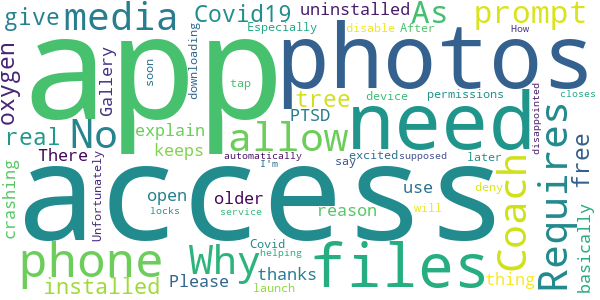 give media Covid19 uninstalled As prompt
Especially disable After How
oxygen Gallery downloading soon app tap photos device permissions closes
tree
real No explain PTSD allow need disappointed
There keeps automatically excited supposed later
I'm say
crashing Unfortunately access Coach Requires free basically
open locks older service reason use will deny
phone Why Covid helping files thing
installed Please thanks launch